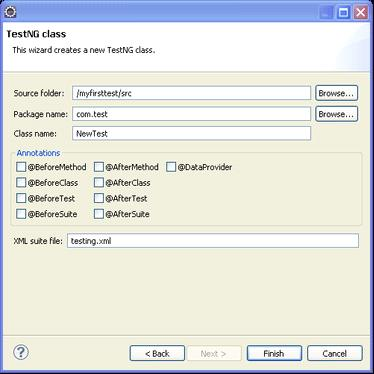 TestNG class
This wizard creates a new TestNG class.
Source folder: /myfirsttest/src Browse...
Package name: com.test Browse...
Class name: NewTest
Annotations
@BeforeMethod @AfterMethod @DataProvider
@BeforeClass @AfterClass
@BeforeTest @AfterTest
@BeforeSuite @AfterSuite
XML suite file: testing.xml
? < Back Next > Finish Cancel